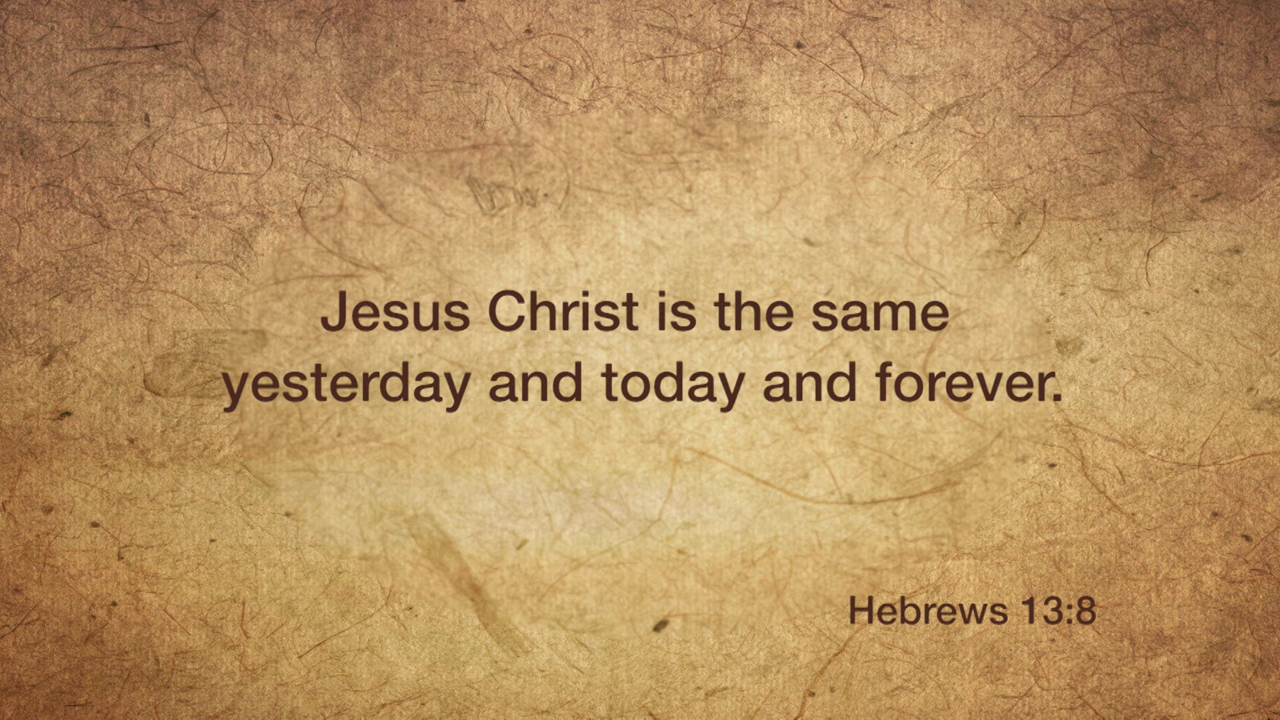 Jesus Christ is the same
yesterday and today and forever.
Hebrews 13:8